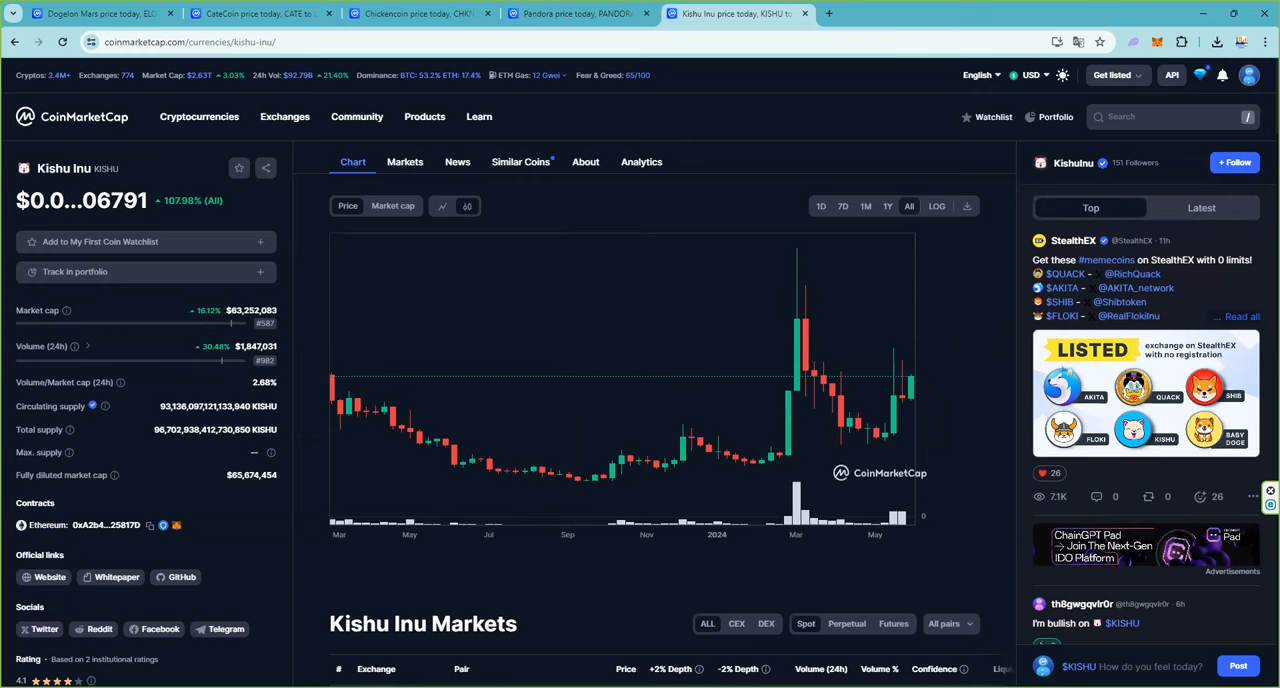 Dogelon Mars price today, ELO
CateCoin price today, CATE to
Chickencoin price today, CHKN
Pandora price today, PANDORA
Kishu Inu price today, KISHU to
coinmarketcap.com/currencies/kishu-inu/
Cryptos: 2.4M+ Exchanges: 774 Market Cap: $2.63T 3.03% 24h Vol: $92.79B 21.40% Dominance: BTC: 53.2% ETH: 17.4% ETH Gas: 12 Gwei Fear & Greed: 65/100
English USD Get listed API
CoinMarketCap Cryptocurrencies Exchanges Community Products Learn
Watchlist Portfolio Search /
Kishu Inu KISHU
$0.0...06791 107.98% (All)
Add to My First Coin Watchlist +
Track in portfolio +
Market cap 16.12% $63,252,083
#587
Volume (24h) 30.48% $1,847,031
#982
Volume/Market cap (24h) 2.68%
Circulating supply 93,136,097,121,133,940 KISHU
Total supply 96,702,938,412,730,850 KISHU
Max. supply --
Fully diluted market cap $65,674,454
Contracts
Ethereum: 0xA2b4...25817D
Official links
Website Whitepaper GitHub
Socials
Twitter Reddit Facebook Telegram
Rating · Based on 2 institutional ratings
4.1
Chart Markets News Similar Coins About Analytics
Price Market cap
1D 7D 1M 1Y All LOG
CoinMarketCap
0
Mar May Jul Sep Nov 2024 Mar May
Kishu Inu Markets
ALL CEX DEX Spot Perpetual Futures All pairs
# Exchange Pair Price +2% Depth -2% Depth Volume (24h) Volume % Confidence Liqui
KishuInu 151 Followers + Follow
Top Latest
StealthEX @StealthEX · 11h
Get these #memecoins on StealthEX with 0 limits!
$QUACK - @RichQuack
$AKITA - @AKITA_network
$SHIB - @Shibtoken
$FLOKI - @RealFlokiInu ... Read all
LISTED exchange on StealthEX
with no registration
AKITA QUACK SHIB
FLOKI KISHU BABY
DOGE
26
7.1K 0 0 26
ChainGPT Pad
→ Join The Next-Gen
IDO Platform
Pad
Advertisements
th8gwgqvlr0r @th8gwgqvlr0r · 6h
I'm bullish on $KISHU
$KISHU How do you feel today? Post